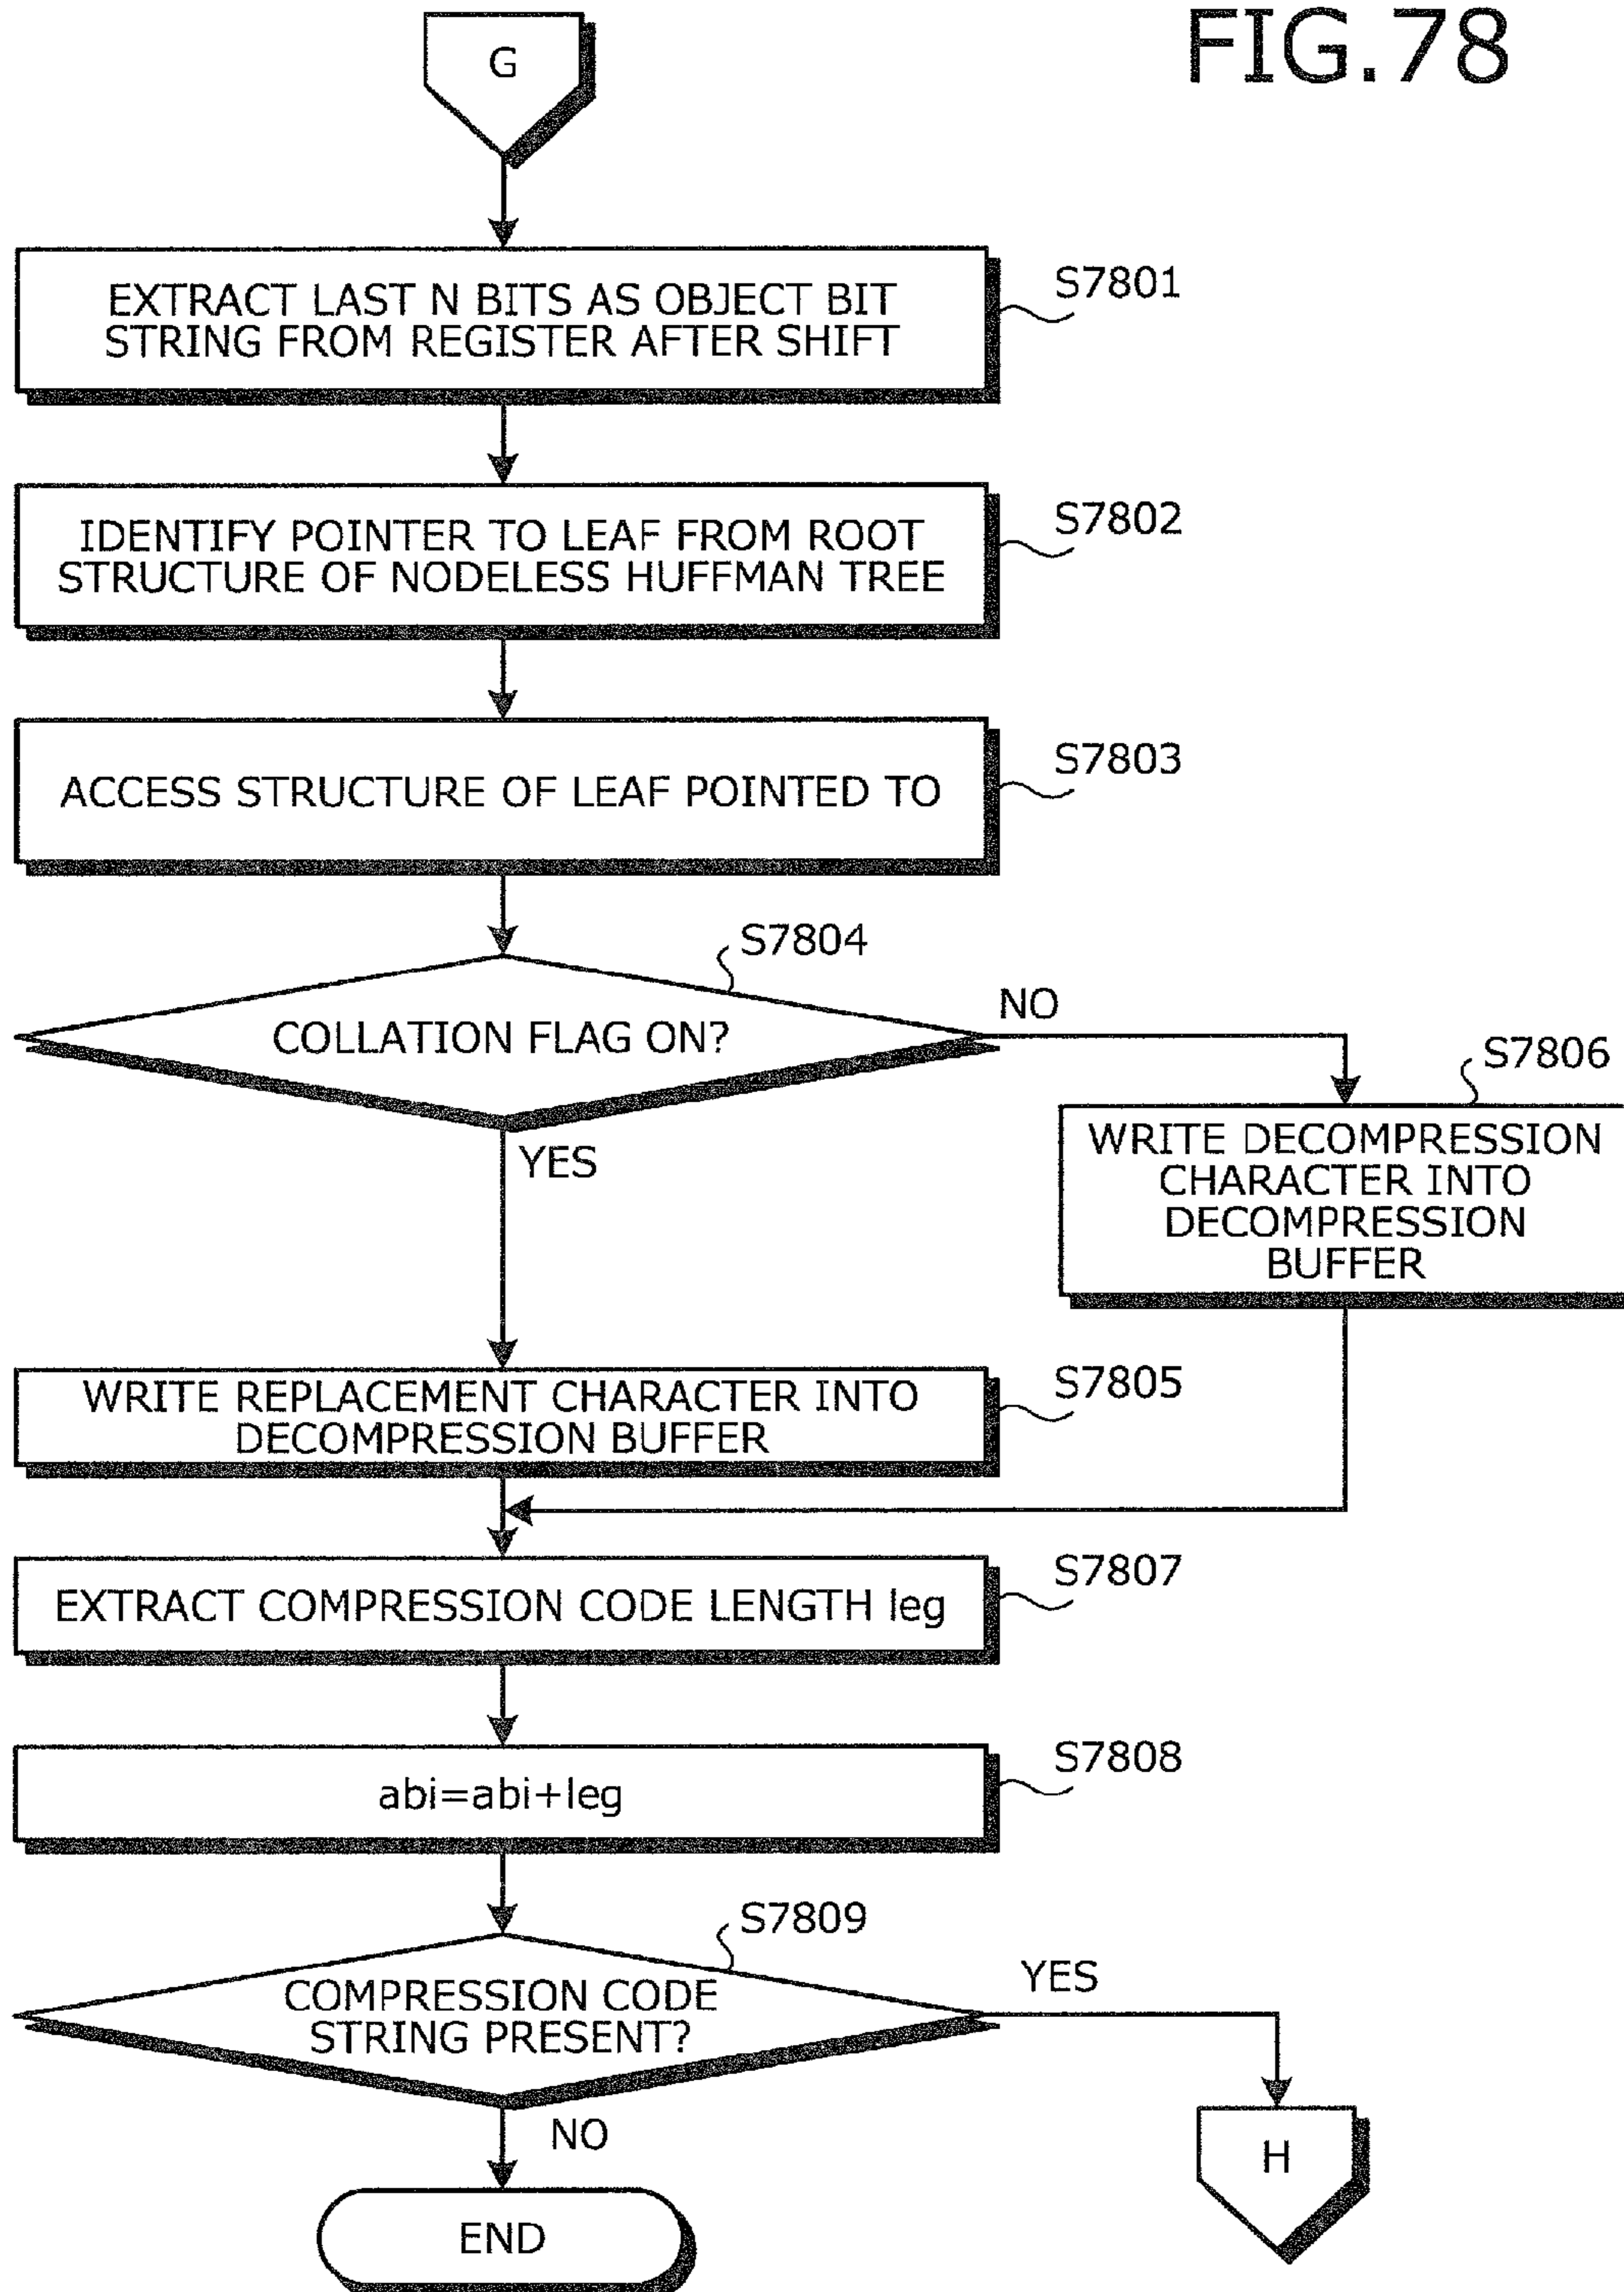 FIG.78
G
EXTRACT LAST N BITS AS OBJECT BIT
STRING FROM REGISTER AFTER SHIFT
S7801
IDENTIFY POINTER TO LEAF FROM ROOT
STRUCTURE OF NODELESS HUFFMAN TREE
S7802
ACCESS STRUCTURE OF LEAF POINTED TO
S7803
S7804
COLLATION FLAG ON?
NO
YES
S7806
WRITE DECOMPRESSION
CHARACTER INTO
DECOMPRESSION
BUFFER
WRITE REPLACEMENT CHARACTER INTO
DECOMPRESSION BUFFER
S7805
EXTRACT COMPRESSION CODE LENGTH leg
S7807
abi=abi+leg
S7808
S7809
COMPRESSION CODE
STRING PRESENT?
YES
NO
H
END